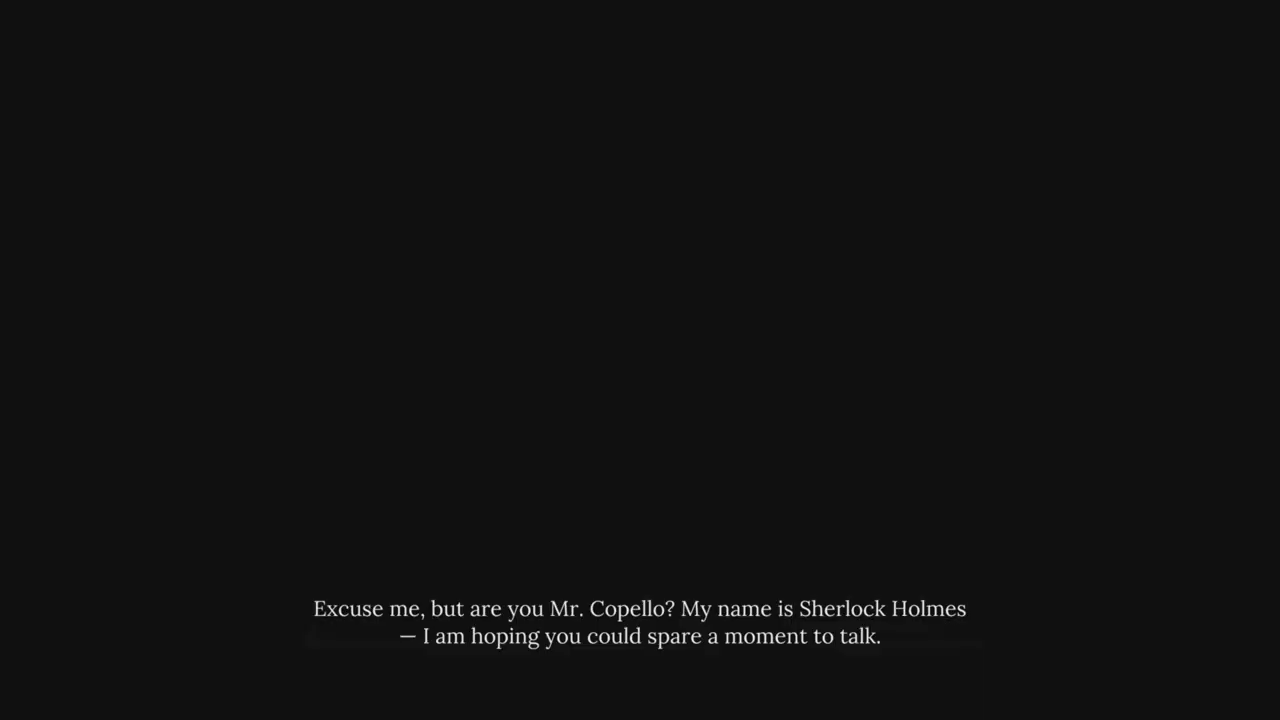 Excuse me, but are you Mr. Copello? My name is Sherlock Holmes
— I am hoping you could spare a moment to talk.